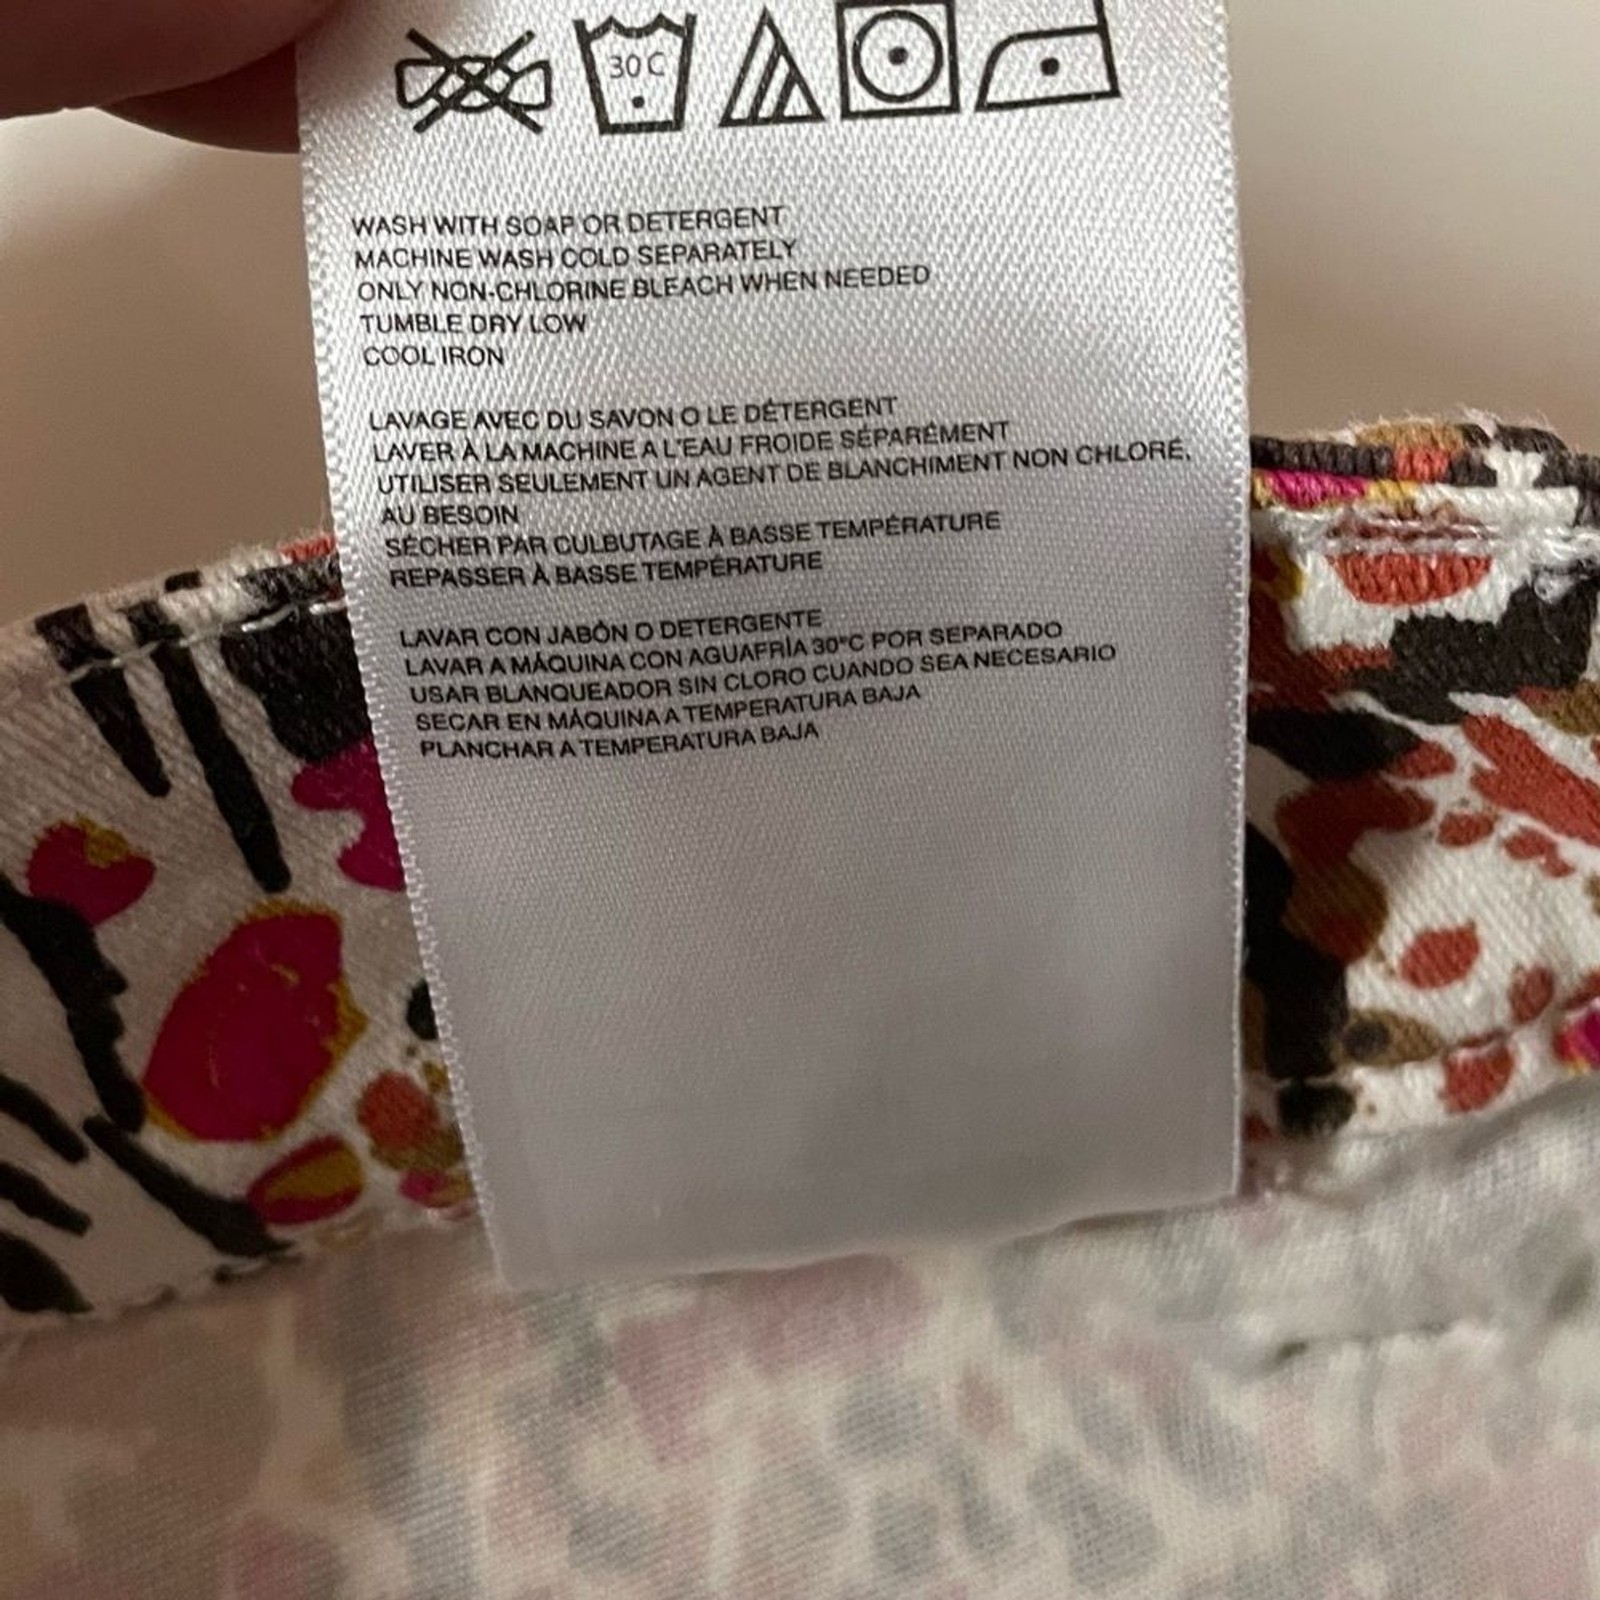 30 C
WASH WITH SOAP OR DETERGENT
MACHINE WASH COLD SEPARATELY
ONLY NON-CHLORINE BLEACH WHEN NEEDED
TUMBLE DRY LOW
COOL IRON
LAVAGE AVEC DU SAVON O LE DÉTERGENT
LAVER À LA MACHINE A L'EAU FROIDE SÉPARÉMENT
UTILISER SEULEMENT UN AGENT DE BLANCHIMENT NON CHLORÉ,
AU BESOIN
SÉCHER PAR CULBUTAGE À BASSE TEMPÉRATURE
REPASSER À BASSE TEMPÉRATURE
LAVAR CON JABÓN O DETERGENTE
LAVAR A MÁQUINA CON AGUAFRÍA 30°C POR SEPARADO
USAR BLANQUEADOR SIN CLORO CUANDO SEA NECESARIO
SECAR EN MÁQUINA A TEMPERATURA BAJA
PLANCHAR A TEMPERATURA BAJA